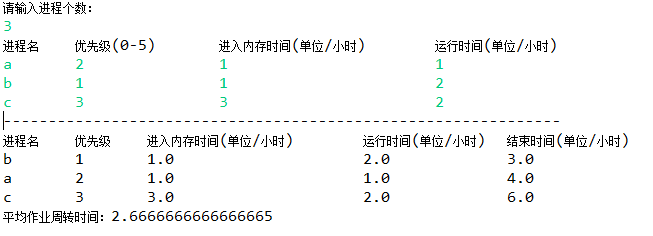 请输入进程个数:
3
进程名 优先级(0-5) 进入内存时间(单位/小时) 运行时间(单位/小时)
a 2 1 1
b 1 1 2
c 3 3 2
--------------------------------------------------------------
进程名 优先级 进入内存时间(单位/小时) 运行时间(单位/小时) 结束时间(单位/小时)
b 1 1.0 2.0 3.0
a 2 1.0 1.0 4.0
c 3 3.0 2.0 6.0
平均作业周转时间: 2.6666666666666665